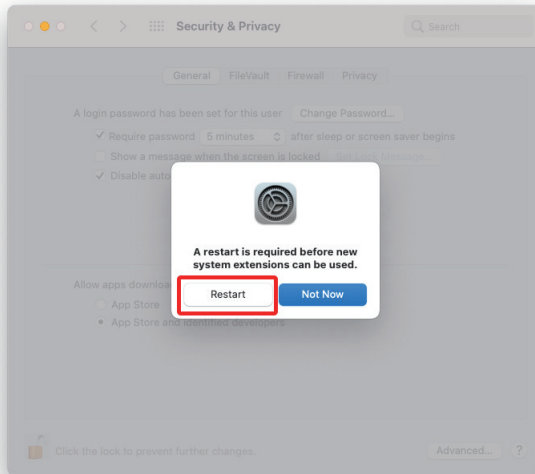 Security & Privacy
Search
General FileVault Firewall Privacy
A login password has been set for this user Change Password...
Require password 5 minutes after sleep or screen saver begins
Show a message when the screen is locked Set Lock Message...
Disable auto
A restart is required before new
system extensions can be used.
Restart Not Now
Allow apps downloa
App Store
App Store and identified developers
Click the lock to prevent further changes.
Advanced... ?